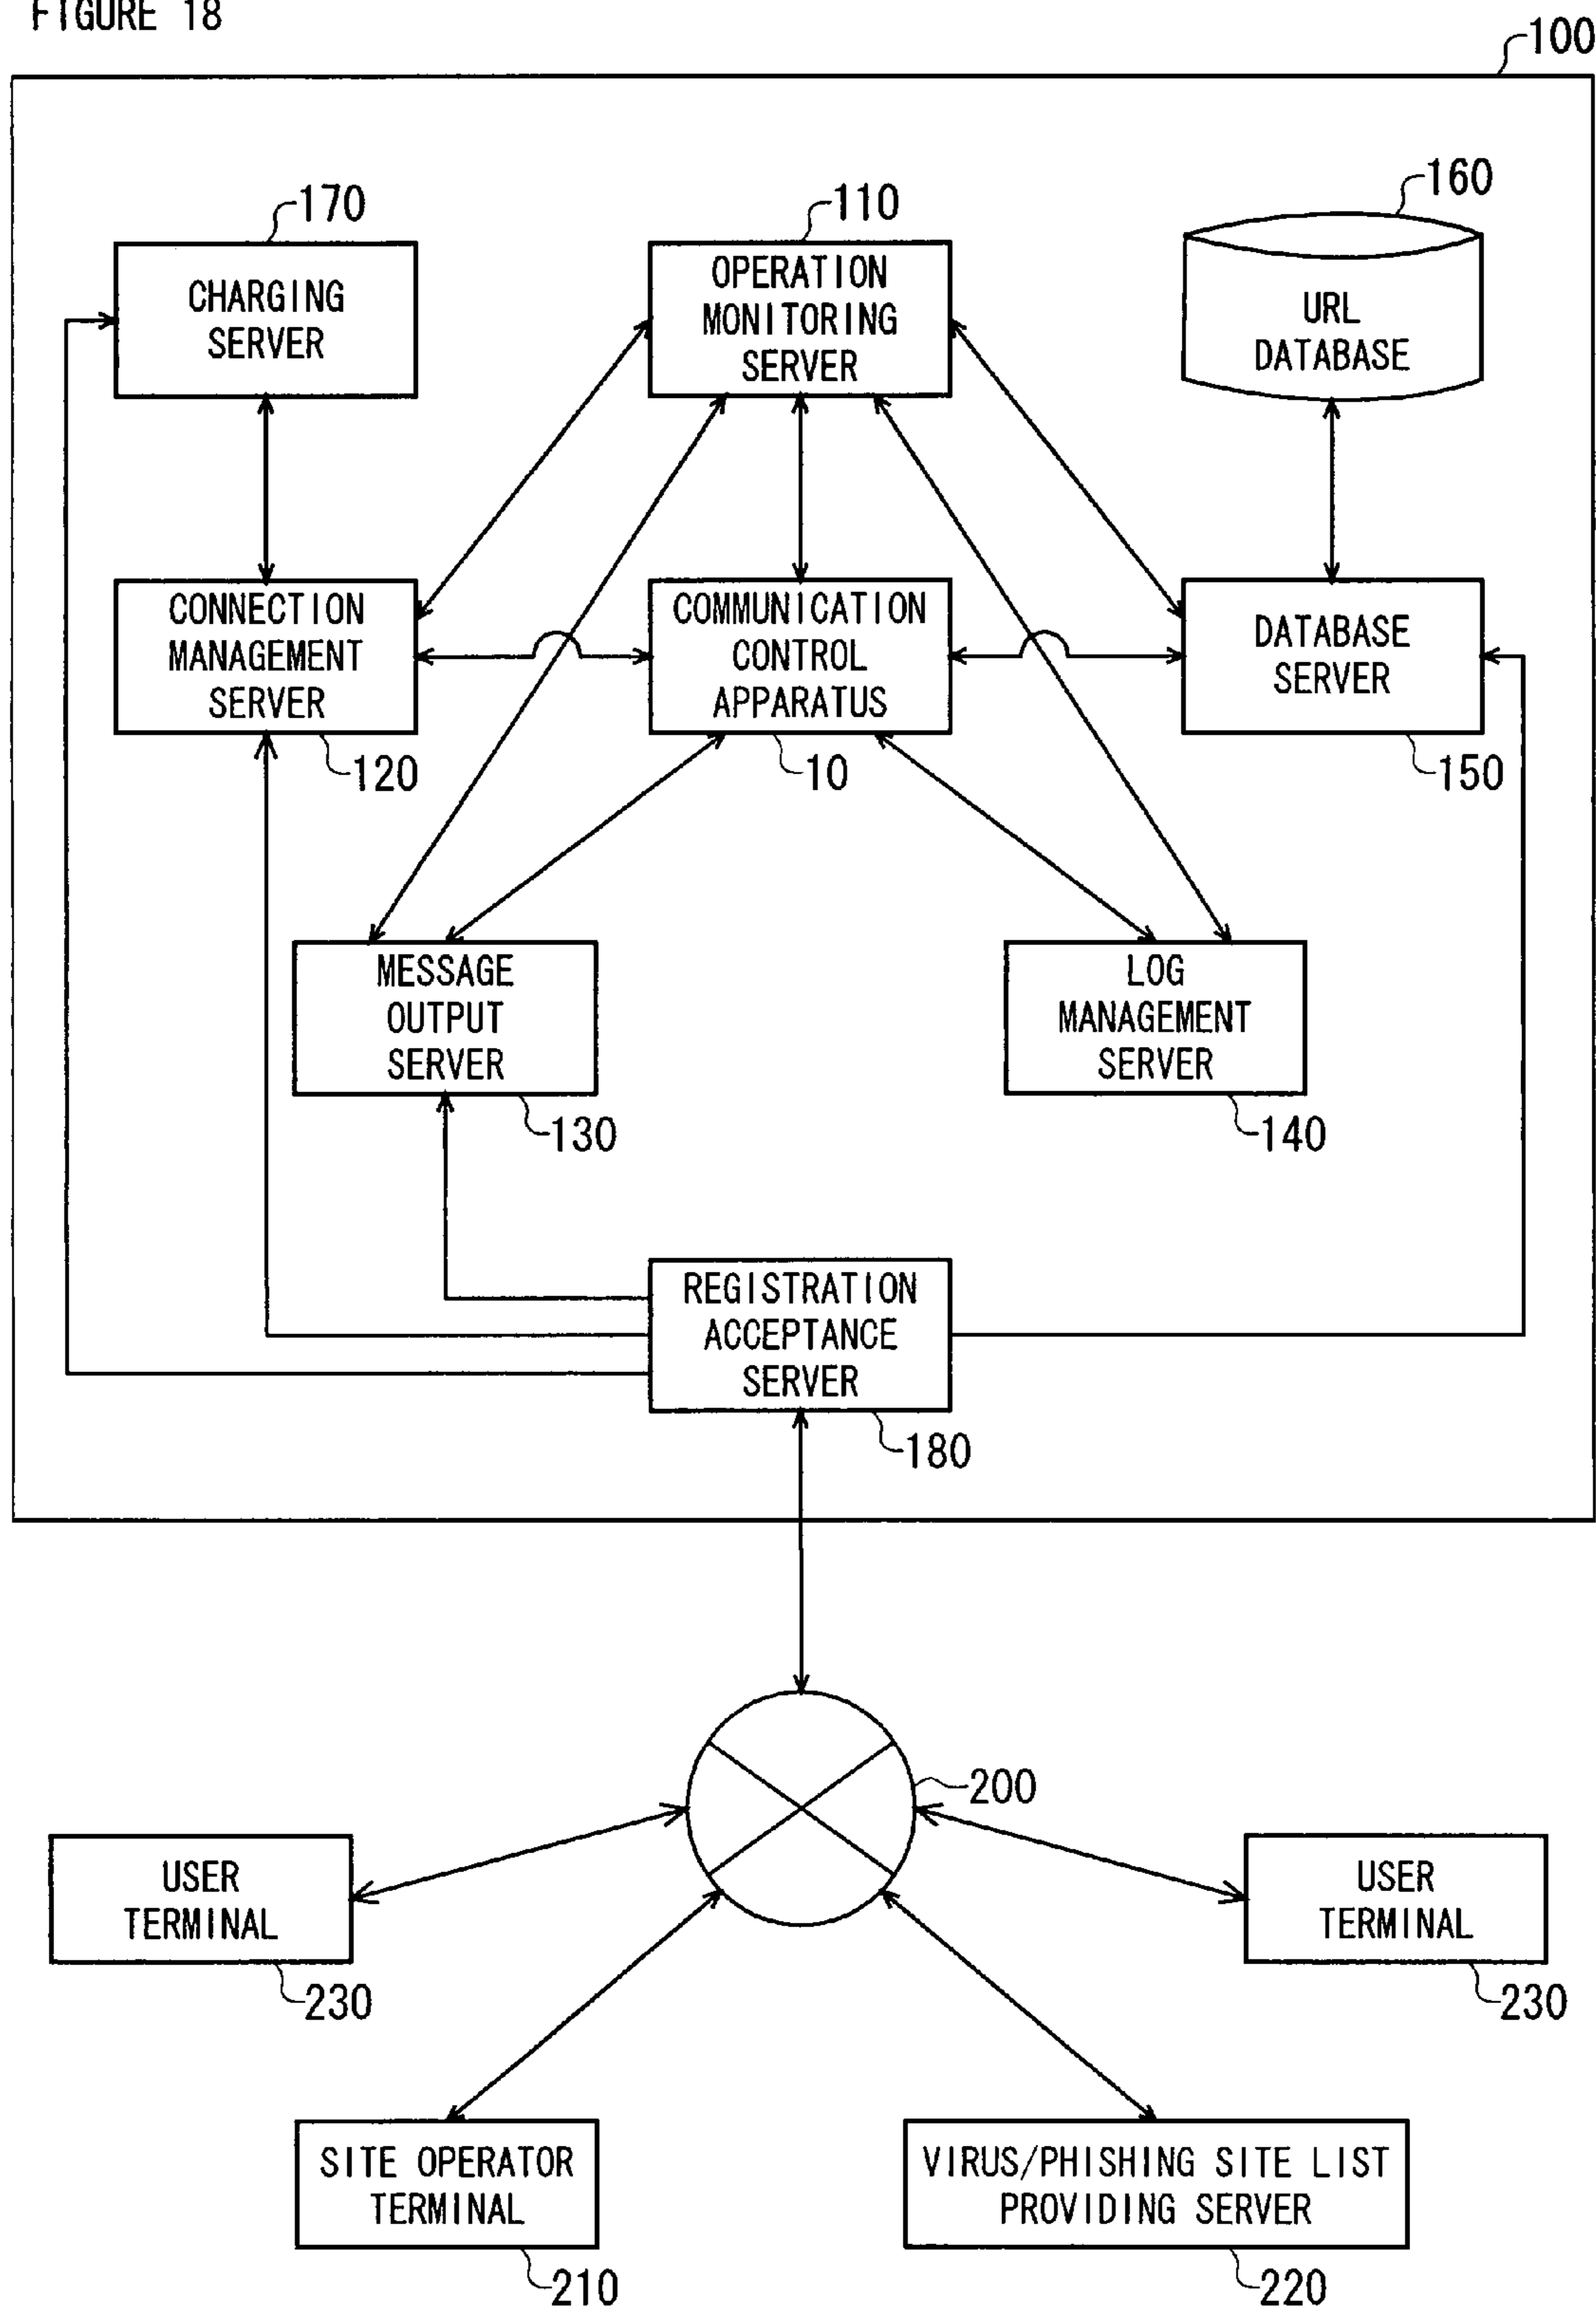 FIGURE 18
100
170
110
160
CHARGING
SERVER
OPERATION
MONITORING
SERVER
URL
DATABASE
CONNECTION
MANAGEMENT
SERVER
COMMUNICATION
CONTROL
APPARATUS
DATABASE
SERVER
120
10
150
MESSAGE
OUTPUT
SERVER
LOG
MANAGEMENT
SERVER
130
140
REGISTRATION
ACCEPTANCE
SERVER
180
200
USER
TERMINAL
USER
TERMINAL
230
230
SITE OPERATOR
TERMINAL
VIRUS/PHISHING SITE LIST
PROVIDING SERVER
210
220